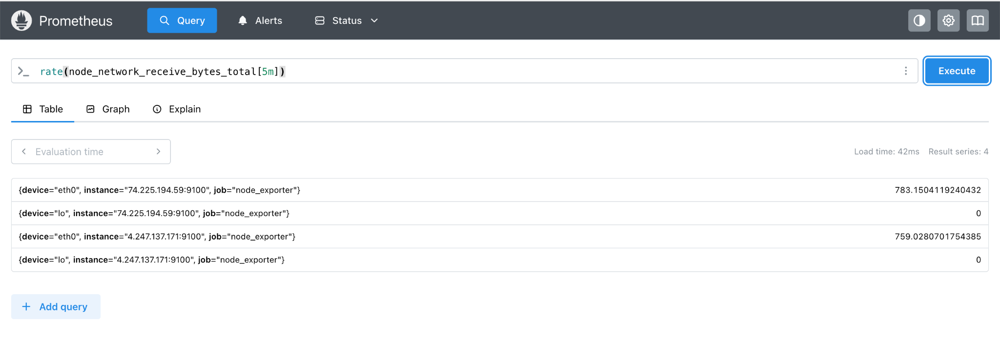 Prometheus Query Alerts Status
>_ rate(node_network_receive_bytes_total[5m]) Execute
Table Graph Explain
Evaluation time Load time: 42ms Result series: 4
{device="eth0", instance="74.225.194.59:9100", job="node_exporter"} 783.1504119240432
{device="lo", instance="74.225.194.59:9100", job="node_exporter"} 0
{device="eth0", instance="4.247.137.171:9100", job="node_exporter"} 759.0280701754385
{device="lo", instance="4.247.137.171:9100", job="node_exporter"} 0
+ Add query